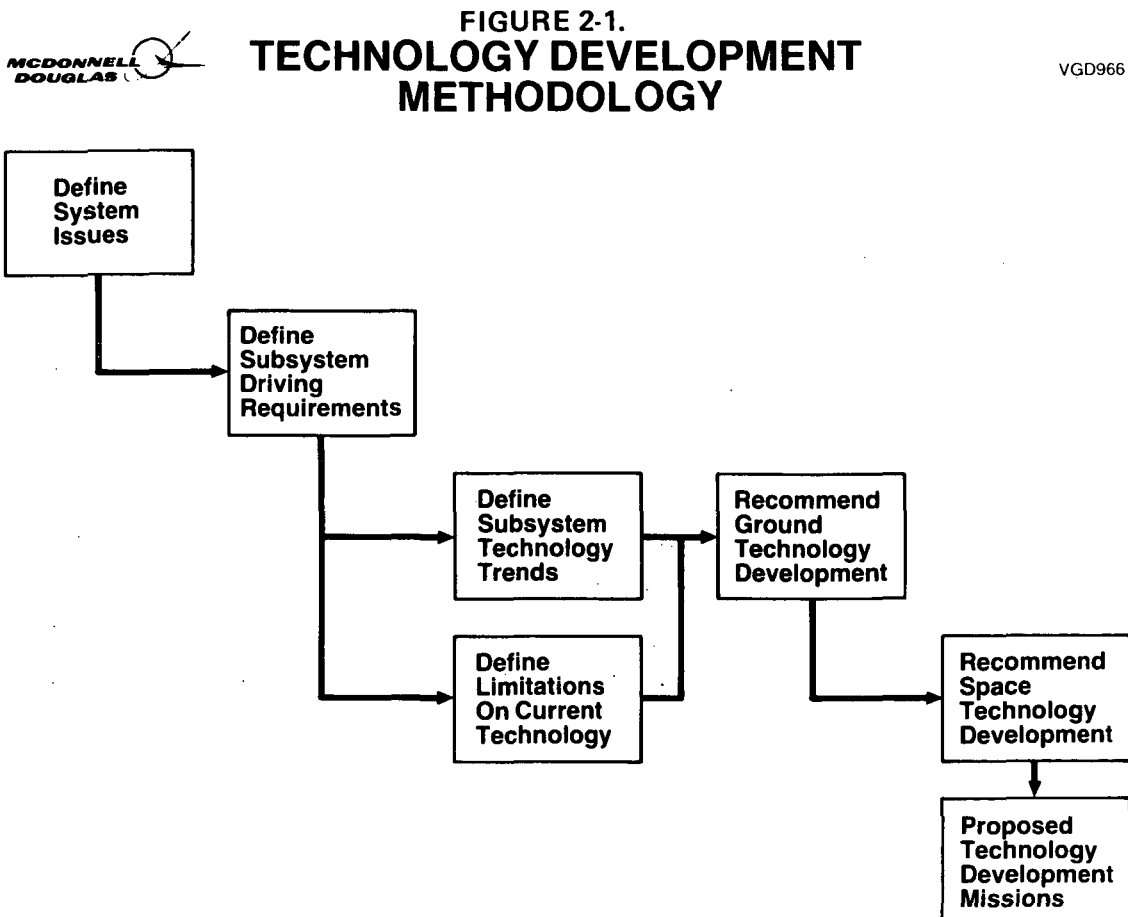 FIGURE 2-1.
TECHNOLOGY DEVELOPMENT
METHODOLOGY
MCDONNELL
DOUGLAS
VGD966
Define
System
Issues
Define
Subsystem
Driving
Requirements
Define
Subsystem
Technology
Trends
Recommend
Ground
Technology
Development
Define
Limitations
On Current
Technology
Recommend
Space
Technology
Development
Proposed
Technology
Development
Missions